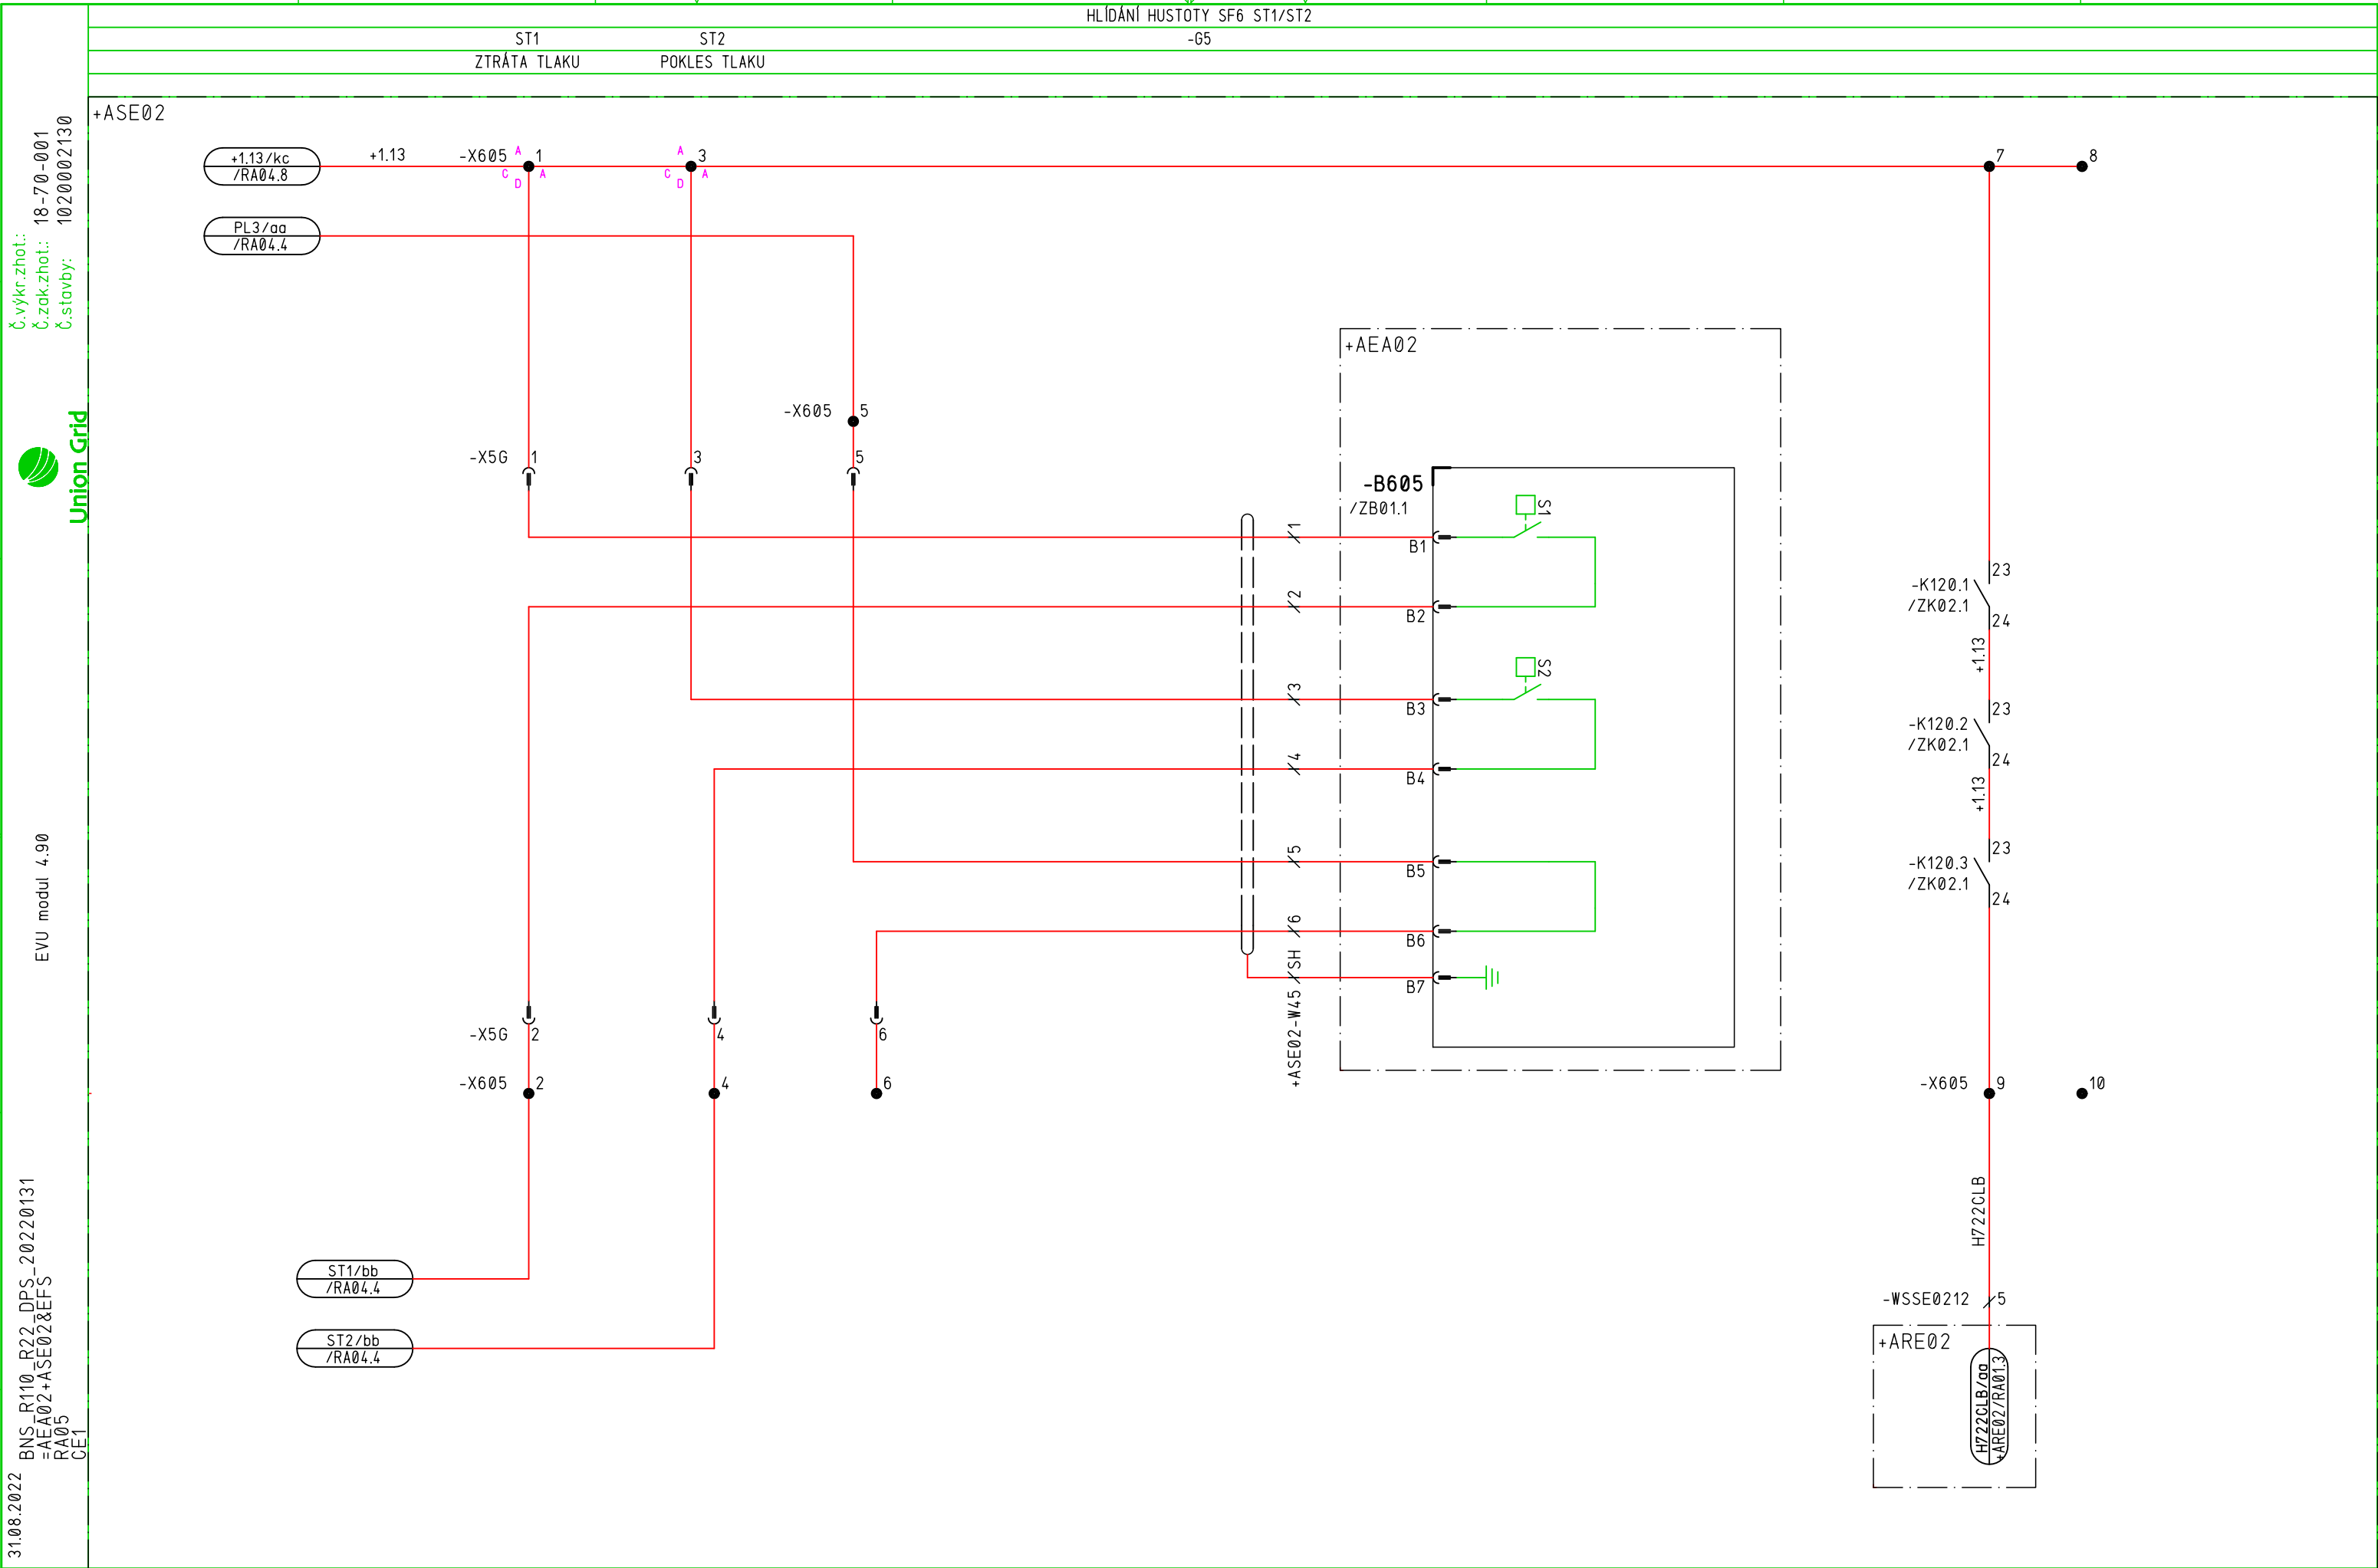 HLÍDÁNÍ HUSTOTY SF6 ST1/ST2
ST1 ST2 -G5
ZTRÁTA TLAKU POKLES TLAKU
+ASE02
+1.13/kc
/RA04.8
+1.13
-X605
A
1
C
D
A
A
3
C
D
A
7
8
PL3/aa
/RA04.4
-X605 5
-X5G 1
3
5
+AEA02
-B605
/ZB01.1
S1
1
B1
2
B2
S2
3
B3
4
B4
5
B5
6
B6
+ASE02-W45
SH
B7
-K120.1
/ZK02.1
23
24
+1.13
-K120.2
/ZK02.1
23
24
+1.13
-K120.3
/ZK02.1
23
24
-X5G 2
4
6
-X605 2
4
6
-X605 9
10
H722CLB
ST1/bb
/RA04.4
ST2/bb
/RA04.4
-WSSE0212 5
+ARE02
H722CLB/aa
+ARE02/RA01.3
Č.výkr.zhot.:
Č.zak.zhot.: 18-70-001
Č.stavby: 1020002130
Union Grid
EVU modul 4.90
BNS_R110_R22_DPS_20220131
=AEA02+ASE02&EFS
RA05
CE1
31.08.2022